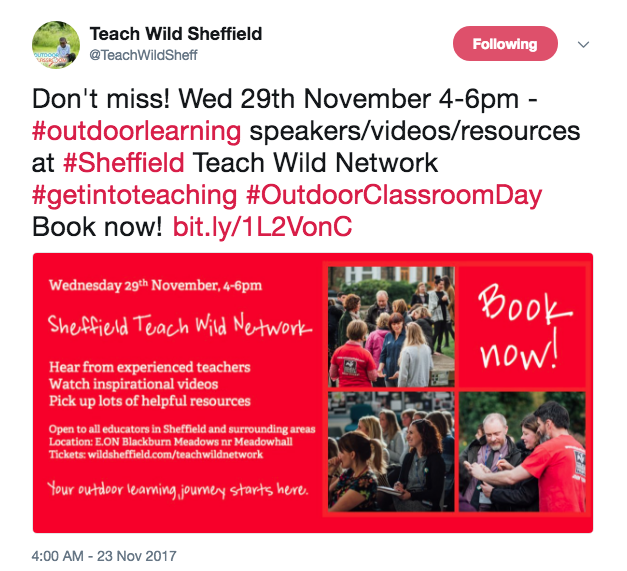 Teach Wild Sheffield
@TeachWildSheff
Following
Don't miss! Wed 29th November 4-6pm -
#outdoorlearning speakers/videos/resources
at #Sheffield Teach Wild Network
#getintoteaching #OutdoorClassroomDay
Book now! bit.ly/1L2VonC
Wednesday 29th November, 4-6pm
Sheffield Teach Wild Network
Hear from experienced teachers
Watch inspirational videos
Pick up lots of helpful resources
Open to all educators in Sheffield and surrounding areas
Location: E.ON Blackburn Meadows nr Meadowhall
Tickets: wildsheffield.com/teachwildnetwork
Your outdoor learning journey starts here.
Book
now!
4:00 AM - 23 Nov 2017